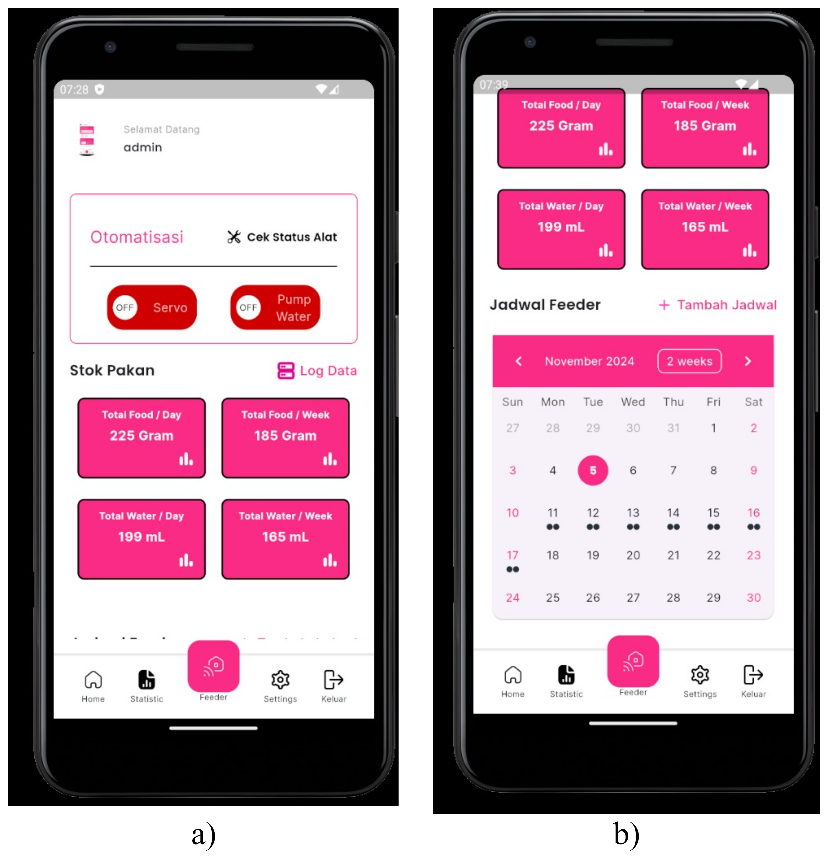 07:28
Selamat Datang
admin
Otomatisasi
Cek Status Alat
OFF Servo
OFF Pump Water
Stok Pakan
Log Data
Total Food / Day
225 Gram
Total Food / Week
185 Gram
Total Water / Day
199 mL
Total Water / Week
165 mL
Home
Statistic
Feeder
Settings
Keluar
a)
07:39
Total Food / Day
225 Gram
Total Food / Week
185 Gram
Total Water / Day
199 mL
Total Water / Week
165 mL
Jadwal Feeder
+ Tambah Jadwal
< November 2024 2 weeks >
Sun Mon Tue Wed Thu Fri Sat
27 28 29 30 31 1 2
3 4 5 6 7 8 9
10 11 12 13 14 15 16
17 18 19 20 21 22 23
24 25 26 27 28 29 30
Home
Statistic
Feeder
Settings
Keluar
b)